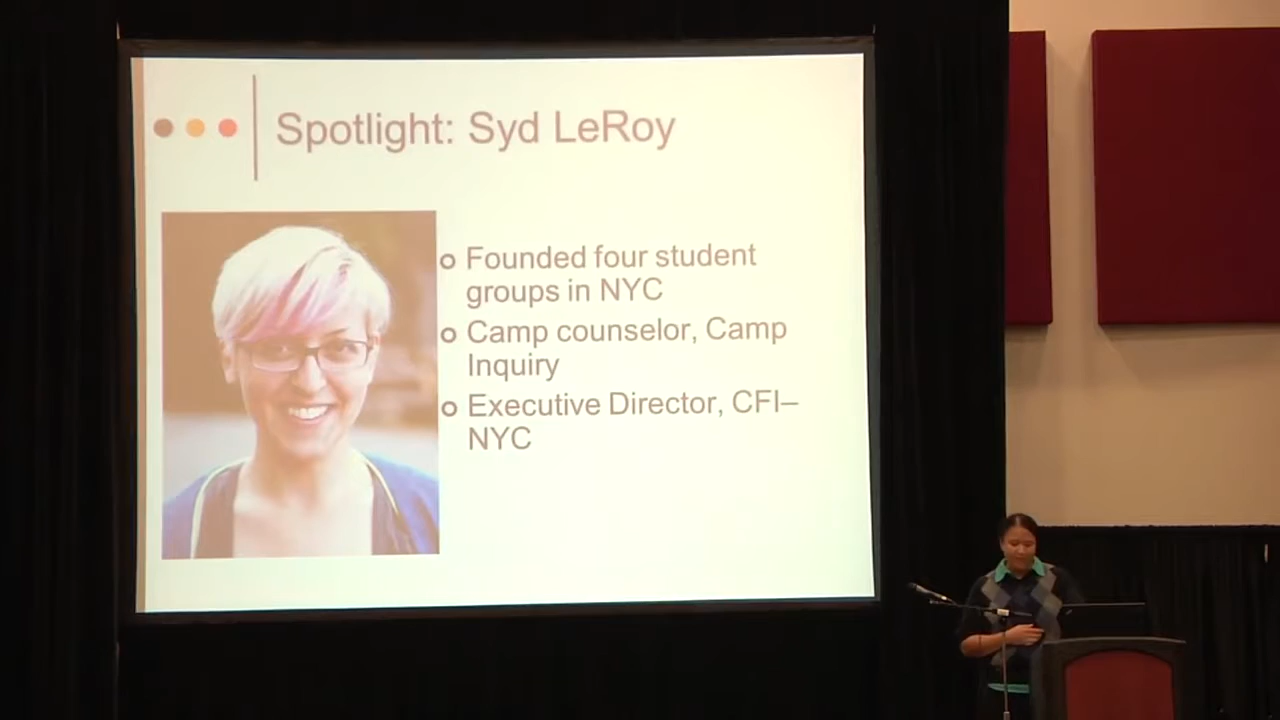 Spotlight: Syd LeRoy
Founded four student
groups in NYC
Camp counselor, Camp
Inquiry
Executive Director, CFI–
NYC